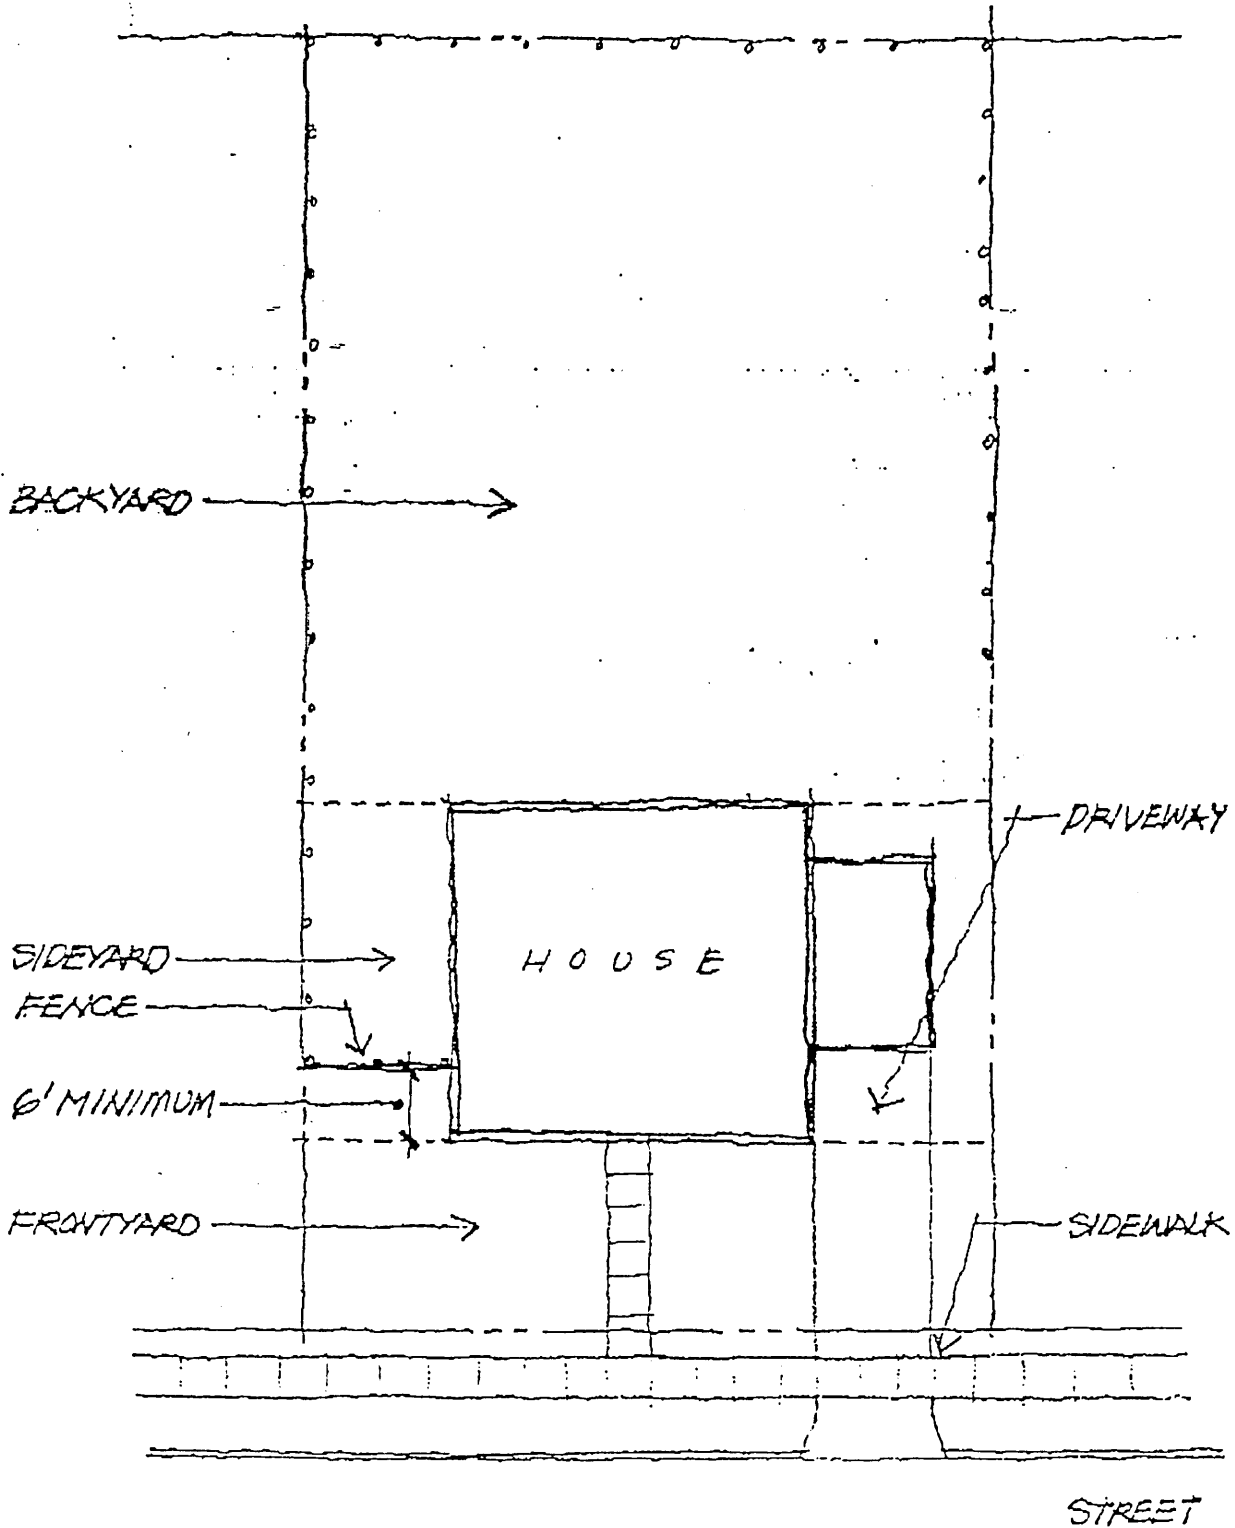 BACKYARD
DRIVEWAY
SIDEYARD
HOUSE
FENCE
6' MINIMUM
FRONTYARD
SIDEWALK
STREET